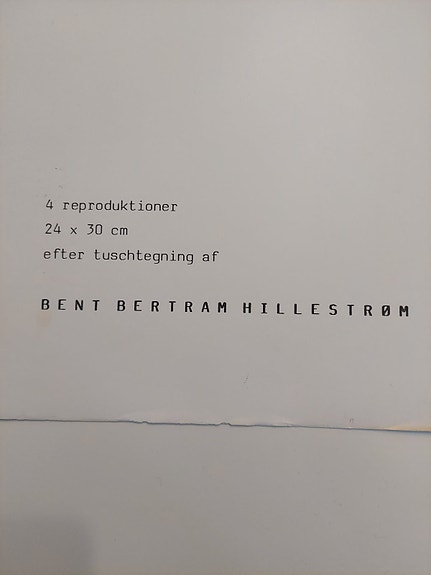 4 reproduktioner
24 x 30 cm
efter tuschtegning af
BENT BERTRAM HILLESTRØM